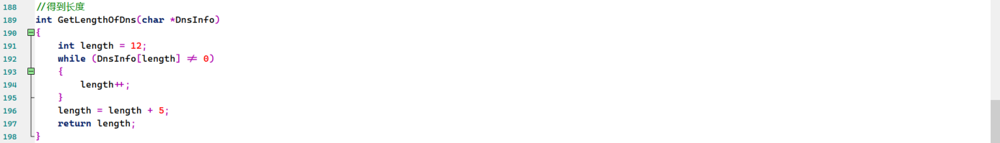 188 //得到长度
189 int GetLengthOfDns(char *DnsInfo)
190 {
191 int length = 12;
192 while (DnsInfo[length] ≠ 0)
193 {
194 length++;
195 }
196 length = length + 5;
197 return length;
198 }